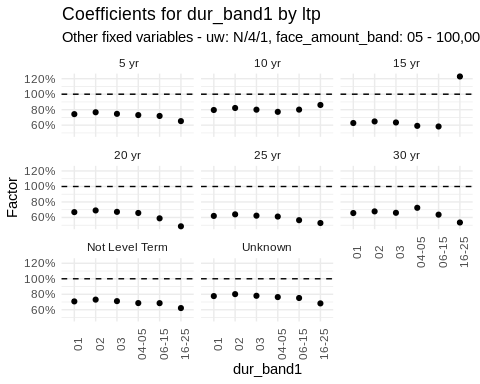 Coefficients for dur_band1 by ltp
Other fixed variables - uw: N/4/1, face_amount_band: 05 - 100,00
5 yr
10 yr
15 yr
120%
100%
80%
60%
20 yr
25 yr
30 yr
120%
100%
80%
60%
01
02
03
04-05
06-15
16-25
Not Level Term
Unknown
120%
100%
80%
60%
01
02
03
04-05
06-15
16-25
01
02
03
04-05
06-15
16-25
Factor
dur_band1